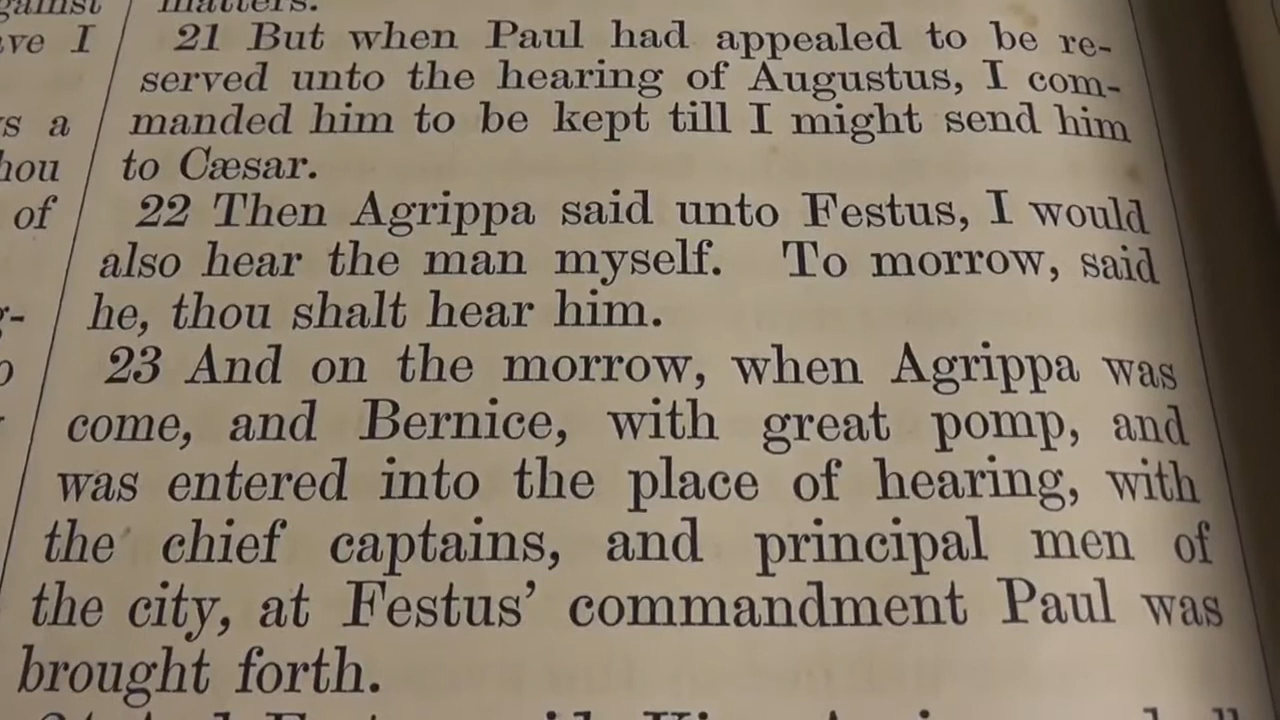 matters.
ve I
21 But when Paul had appealed to be re-
served unto the hearing of Augustus, I com-
s a
manded him to be kept till I might send him
hou
to Cæsar.
of
22 Then Agrippa said unto Festus, I would
also hear the man myself. To morrow, said
he, thou shalt hear him.
23 And on the morrow, when Agrippa was
come, and Bernice, with great pomp, and
was entered into the place of hearing, with
the chief captains, and principal men of
the city, at Festus’ commandment Paul was
brought forth.